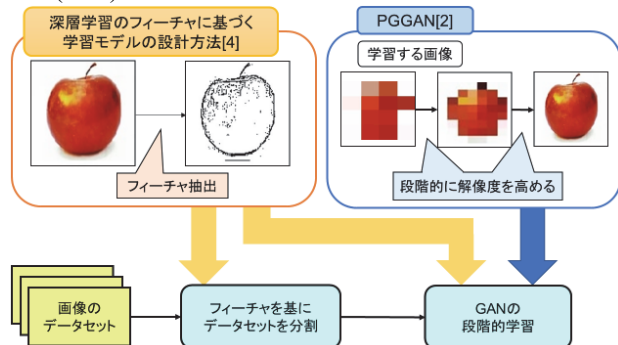 深層学習のフィーチャに基づく
学習モデルの設計方法[4]
フィーチャ抽出
PGGAN[2]
学習する画像
段階的に解像度を高める
画像の
データセット
フィーチャを基に
データセットを分割
GANの
段階的学習